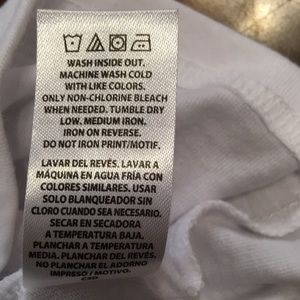 WASH INSIDE OUT.
MACHINE WASH COLD
WITH LIKE COLORS.
ONLY NON-CHLORINE BLEACH
WHEN NEEDED. TUMBLE DRY
LOW. MEDIUM IRON.
IRON ON REVERSE.
DO NOT IRON PRINT/MOTIF.
LAVAR DEL REVÉS. LAVAR A
MÁQUINA EN AGUA FRÍA CON
COLORES SIMILARES. USAR
SOLO BLANQUEADOR SIN
CLORO CUANDO SEA NECESARIO.
SECAR EN SECADORA
A TEMPERATURA BAJA.
PLANCHAR A TEMPERATURA
MEDIA. PLANCHAR DEL REVÉS.
NO PLANCHAR EL ADORNO
IMPRESO / MOTIVO.